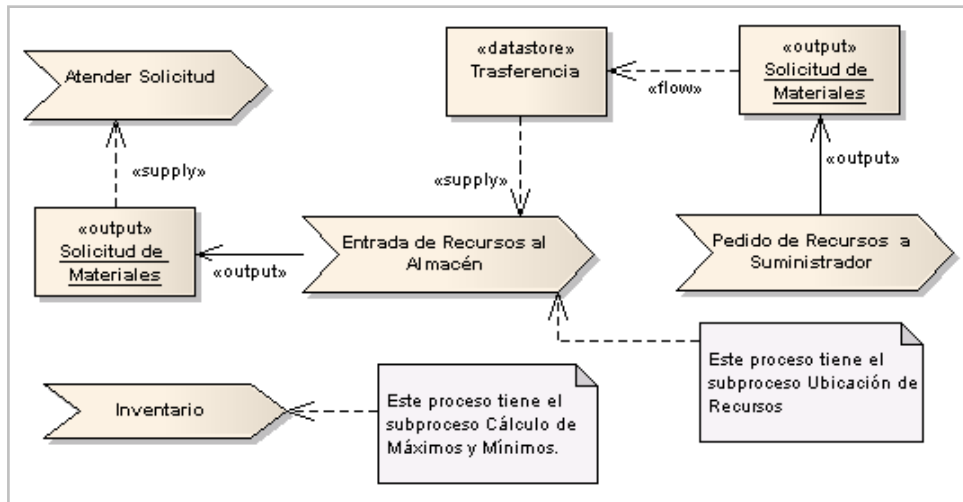 Atender Solicitud
«datastore»
Trasferencia
«flow»
«output»
Solicitud de
Materiales
«supply»
«supply»
«output»
«output»
Solicitud de
Materiales
«output»
Entrada de Recursos al
Almacén
Pedido de Recursos a
Suministrador
Inventario
Este proceso tiene el
subproceso Cálculo de
Máximos y Mínimos.
Este proceso tiene el
subproceso Ubicación de
Recursos